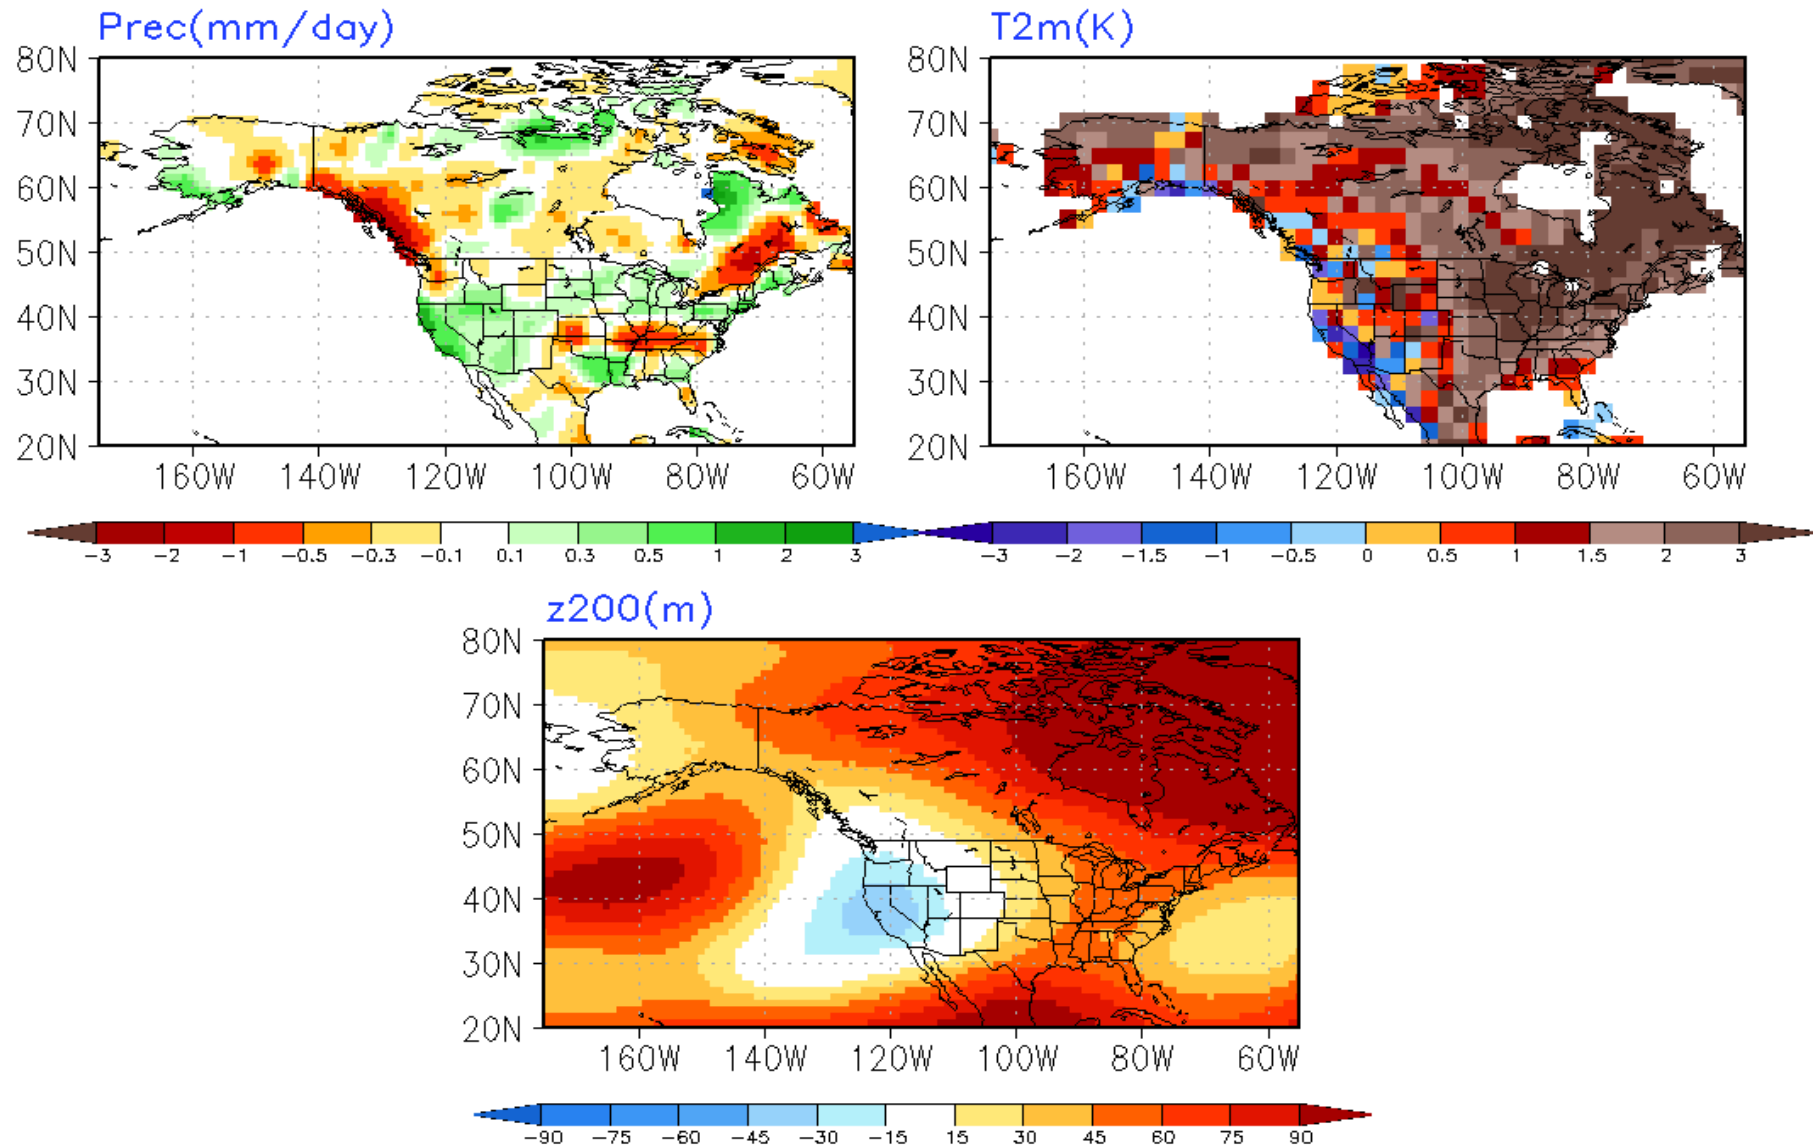 Prec(mm/day)
T2m(K)
80N
70N
60N
50N
40N
30N
20N
160W 140W 120W 100W 80W 60W
80N
70N
60N
50N
40N
30N
20N
160W 140W 120W 100W 80W 60W
-3 -2 -1 -0.5 -0.3 -0.1 0.1 0.3 0.5 1 2 3
-3 -2 -1.5 -1 -0.5 0 0.5 1 1.5 2 3
z200(m)
80N
70N
60N
50N
40N
30N
20N
160W 140W 120W 100W 80W 60W
-90 -75 -60 -45 -30 -15 15 30 45 60 75 90